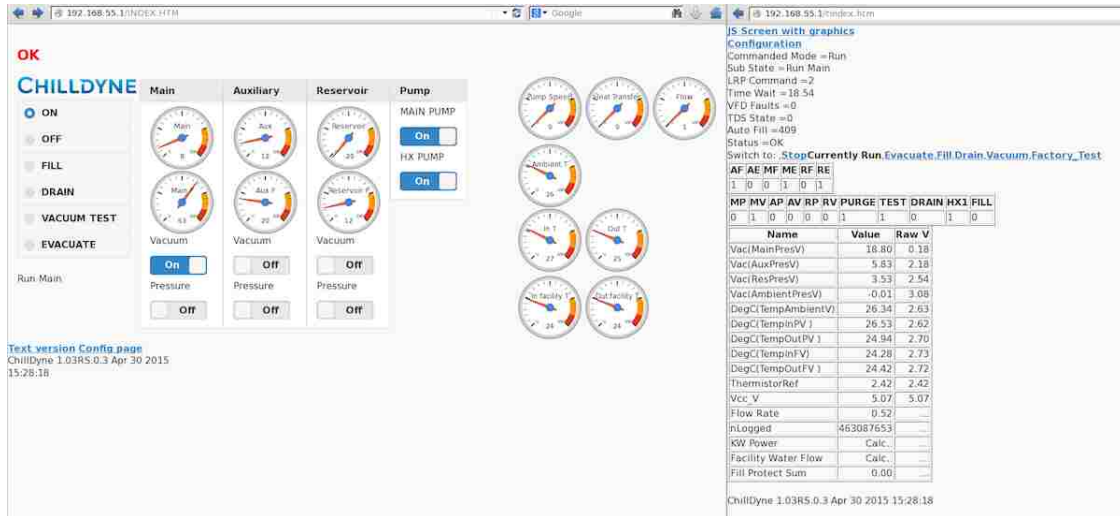 192.168.55.1/INDEX.HTM
Google
OK
CHILLDYNE
ON
OFF
FILL
DRAIN
VACUUM TEST
EVACUATE
Run Main
Main Auxiliary Reservoir Pump
Main Aux Reservoir
8 12 -20
MAIN PUMP
On
HX PUMP
On
Main Aux F Reservoir F
20 12
Vacuum Vacuum Vacuum
On Off Off
Pressure Pressure Pressure
Off Off Off
Pump Speed Heat Transfer Flow
Ambient T
26
In T Out T
27 25
In facility T Out facility T
24 24
Text version Config page
ChillDyne 1.03RS.0.3 Apr 30 2015
15:28:18
192.168.55.1/tindex.htm
JS Screen with graphics
Configuration
Commanded Mode =Run
Sub State =Run Main
LRP Command =2
Time Wait =18.54
VFD Faults =0
TDS State =0
Auto Fill =409
Status =OK
Switch to: ,StopCurrently Run,Evacuate,Fill,Drain,Vacuum,Factory_Test
AF AE MF ME RF RE
1 0 0 1 0 1
MP MV AP AV RP RV PURGE TEST DRAIN HX1 FILL
0 1 0 0 0 0 1 1 0 1 0
Name Value Raw V
Vac(MainPresV) 18.80 0.18
Vac(AuxPresV) 5.83 2.18
Vac(ResPresV) 3.53 2.54
Vac(AmbientPresV) -0.01 3.08
DegC(TempAmbientV) 26.34 2.63
DegC(TempInPV ) 26.53 2.62
DegC(TempOutPV ) 24.94 2.70
DegC(TempInFV) 24.28 2.73
DegC(TempOutFV ) 24.42 2.72
ThermistorRef 2.42 2.42
Vcc_V 5.07 5.07
Flow Rate 0.52 ...
nLogged 463087653 ...
KW Power Calc. ...
Facility Water Flow Calc. ...
Fill Protect Sum 0.00 ...
ChillDyne 1.03RS.0.3 Apr 30 2015 15:28:18